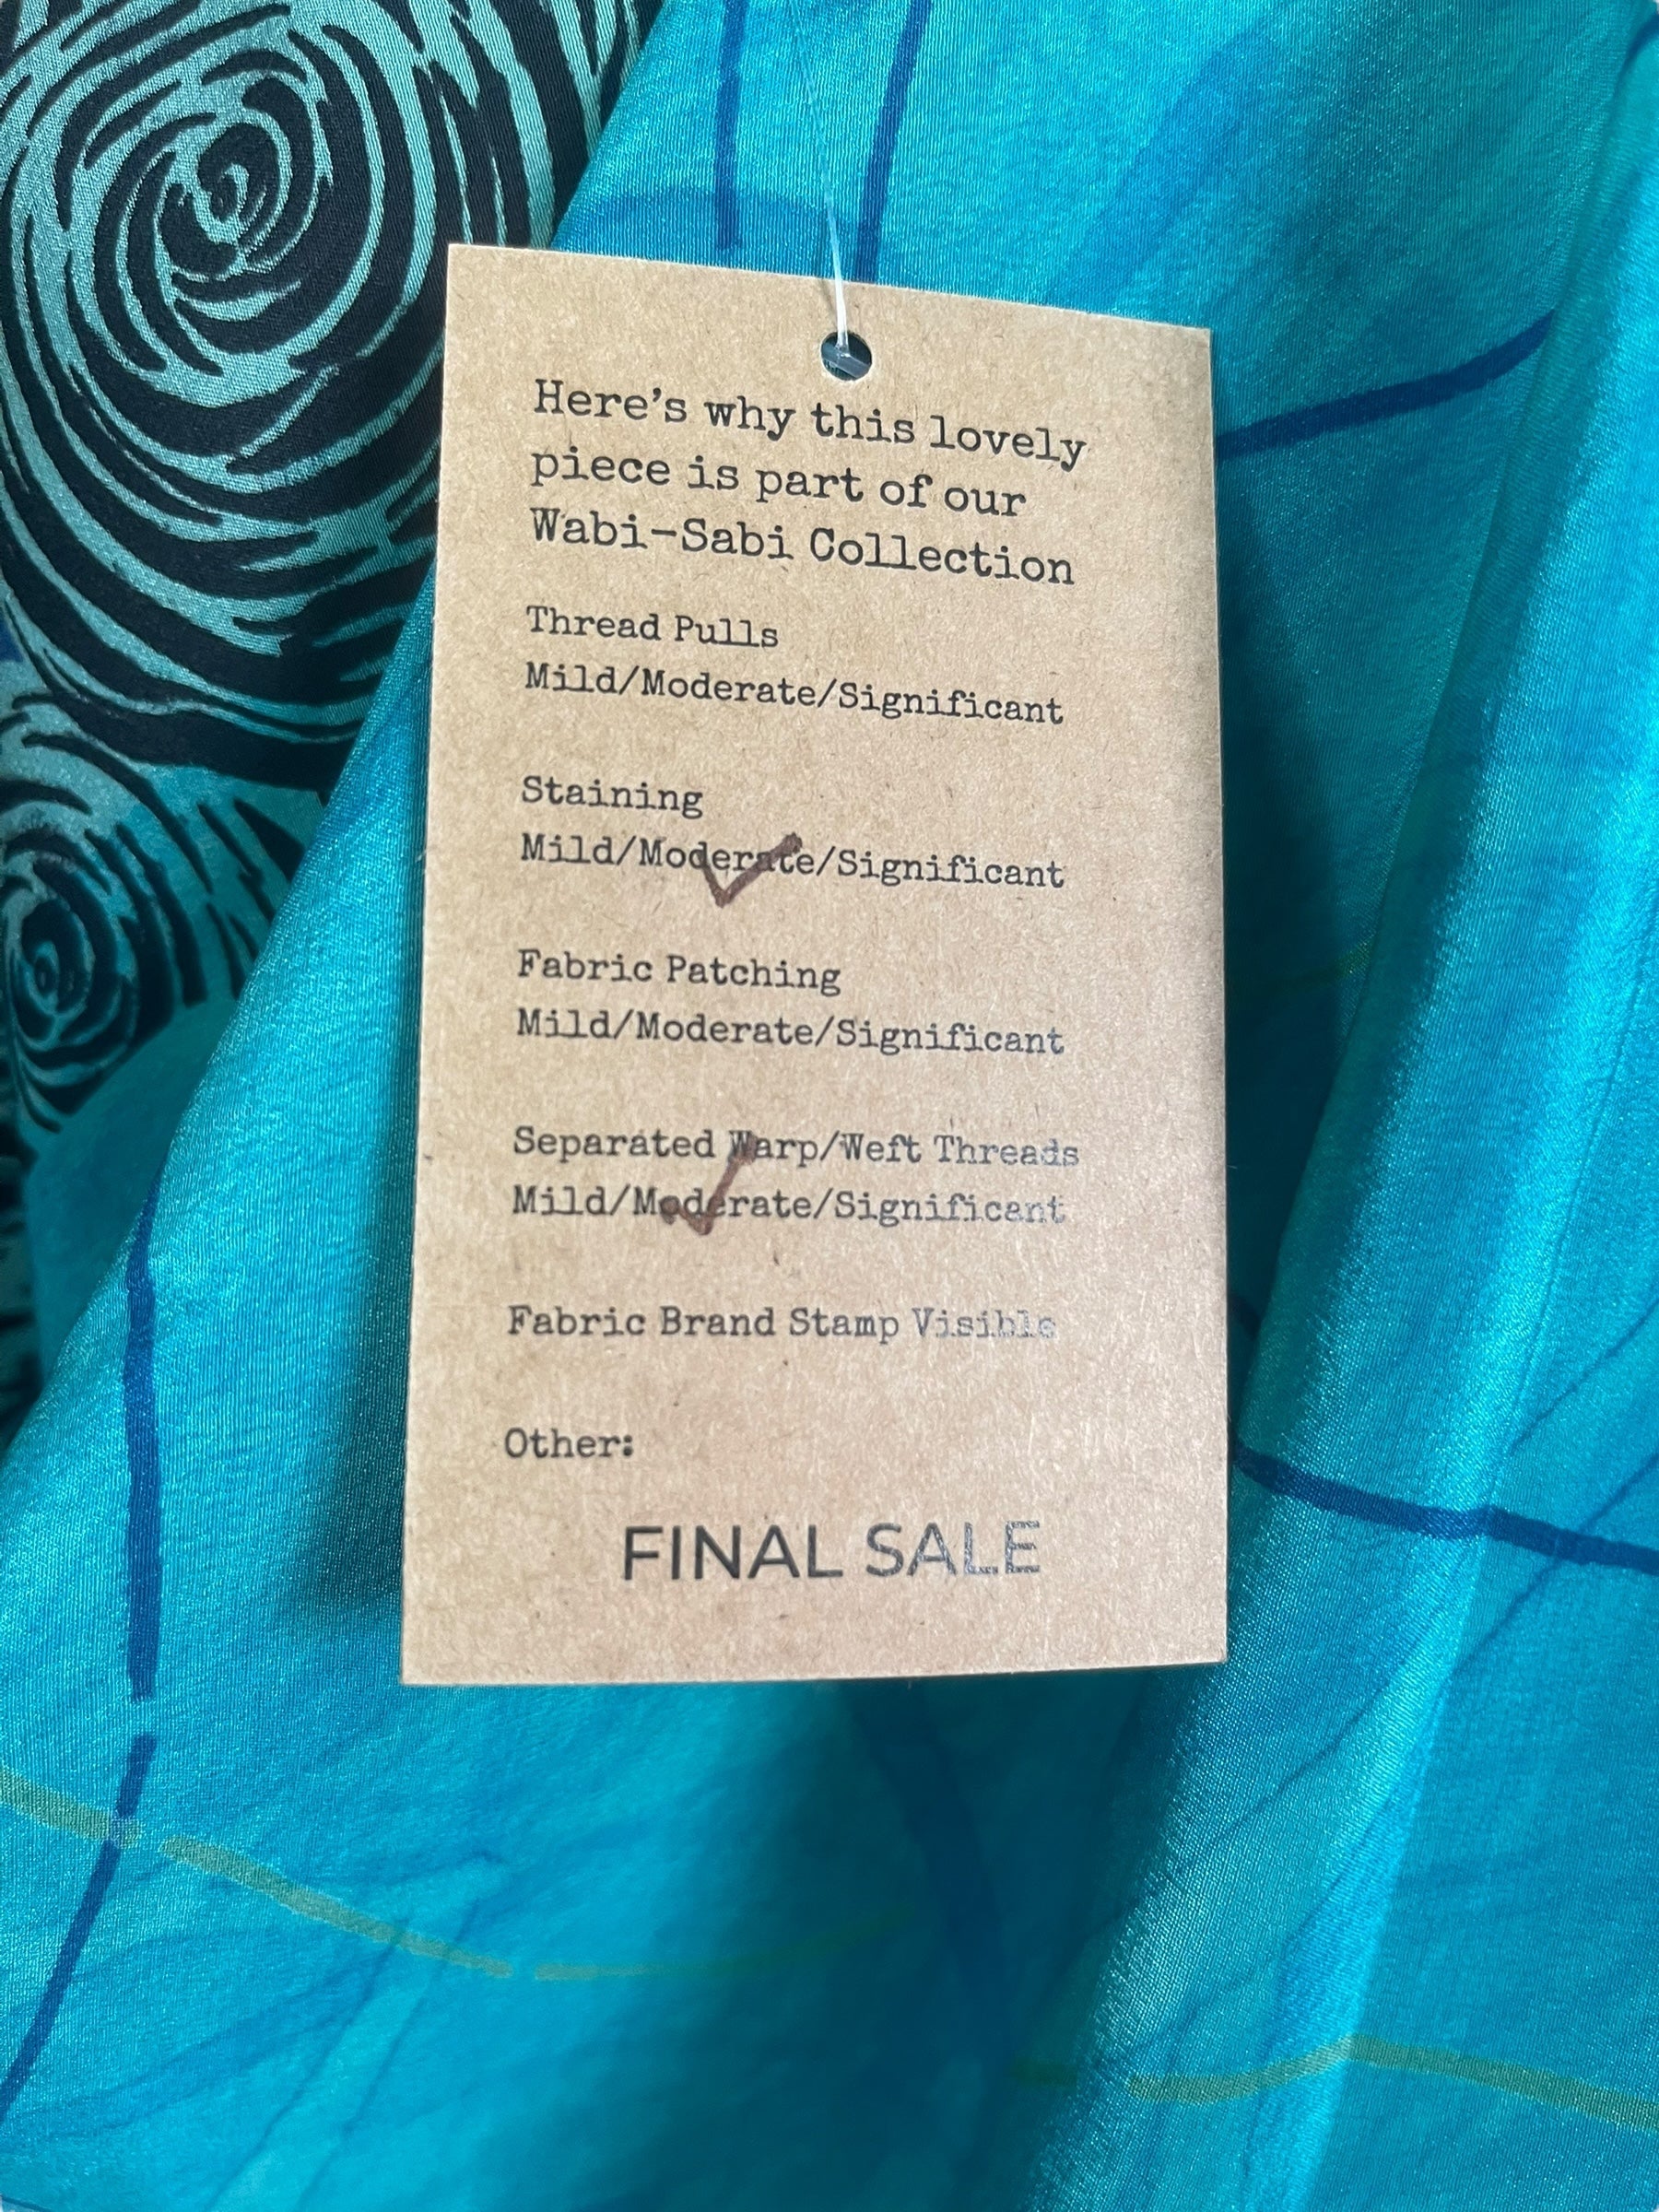 Here's why this lovely
piece is part of our
Wabi-Sabi Collection
Thread Pulls
Mild/Moderate/Significant
Staining
Mild/Moderate/Significant
Fabric Patching
Mild/Moderate/Significant
Separated Warp/Weft Threads
Mild/Moderate/Significant
Fabric Brand Stamp Visible
Other:
FINAL SALE